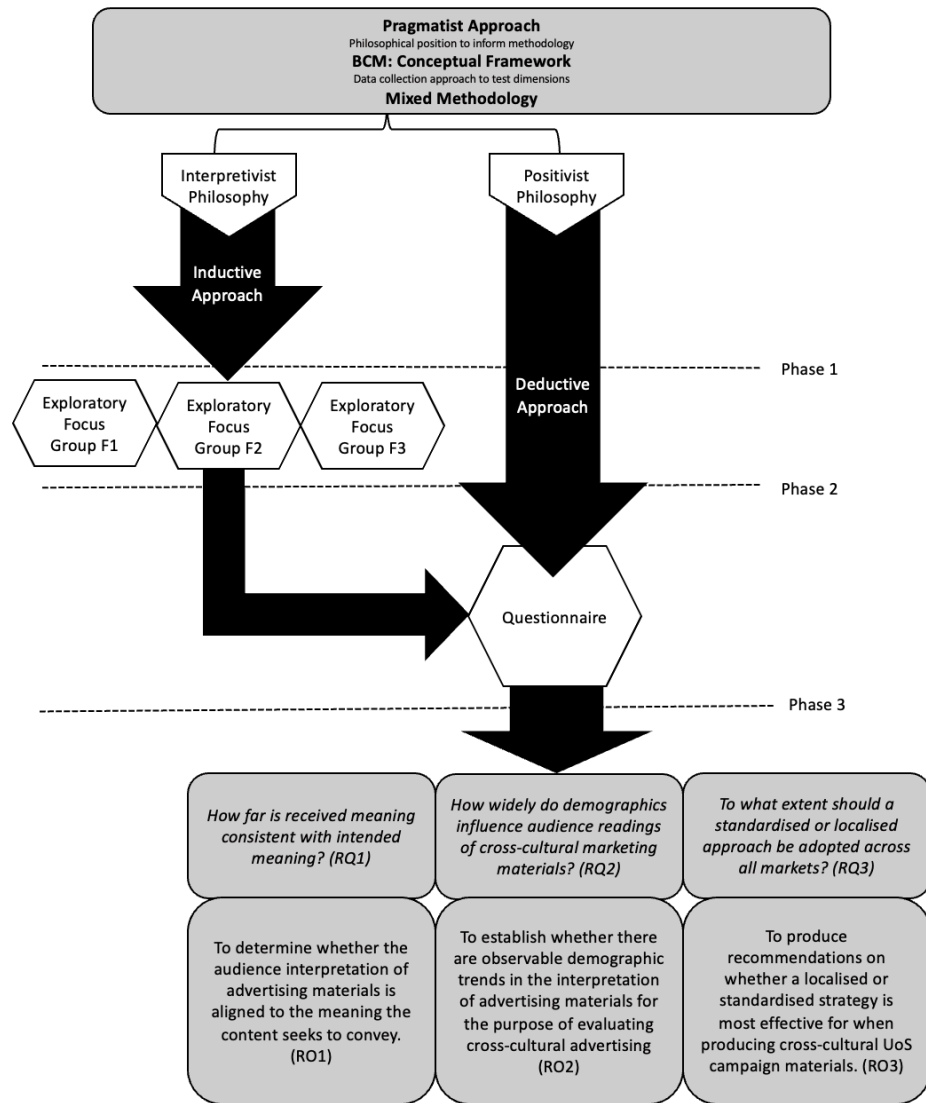 Pragmatist Approach
Philosophical position to inform methodology
BCM: Conceptual Framework
Data collection approach to test dimensions
Mixed Methodology
Interpretivist
Philosophy
Positivist
Philosophy
Inductive
Approach
Phase 1
Deductive
Approach
Exploratory
Focus
Group F1
Exploratory
Focus
Group F2
Exploratory
Focus
Group F3
Phase 2
Questionnaire
Phase 3
How far is received meaning
consistent with intended
meaning? (RQ1)
How widely do demographics
influence audience readings
of cross-cultural marketing
materials? (RQ2)
To what extent should a
standardised or localised
approach be adopted across
all markets? (RQ3)
To determine whether the
audience interpretation of
advertising materials is
aligned to the meaning the
content seeks to convey.
(RO1)
To establish whether there
are observable demographic
trends in the interpretation
of advertising materials for
the purpose of evaluating
cross-cultural advertising
(RO2)
To produce
recommendations on
whether a localised or
standardised strategy is
most effective for when
producing cross-cultural UoS
campaign materials. (RO3)